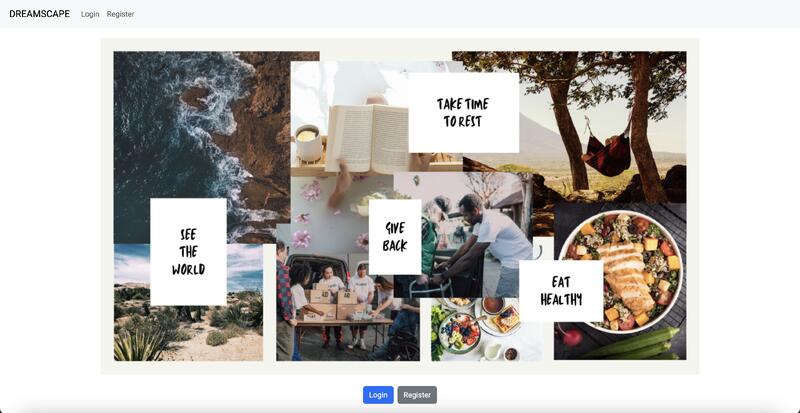 DREAMSCAPE Login Register
TAKE TIME
TO REST
SEE
THE
WORLD
GIVE
BACK
EAT
HEALTHY
Login Register